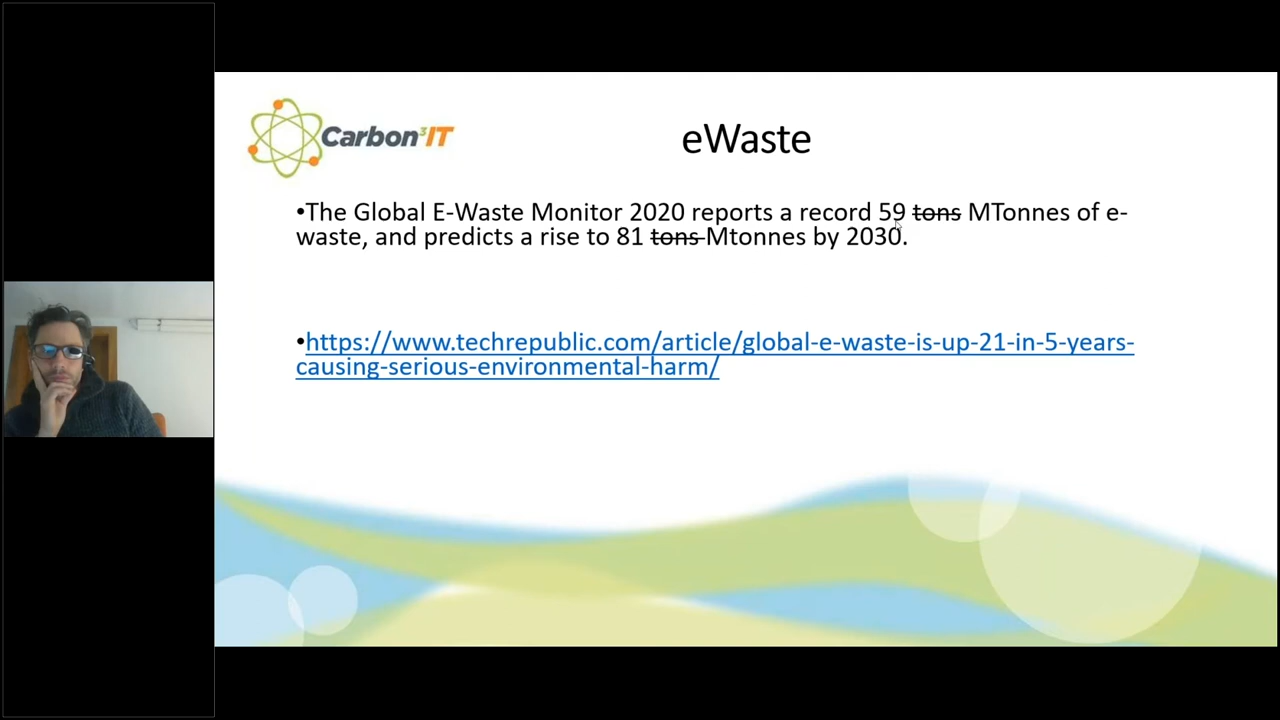 Carbon³IT
eWaste
•The Global E-Waste Monitor 2020 reports a record 59 tons MTonnes of e-
waste, and predicts a rise to 81 tons Mtonnes by 2030.
•https://www.techrepublic.com/article/global-e-waste-is-up-21-in-5-years-
causing-serious-environmental-harm/